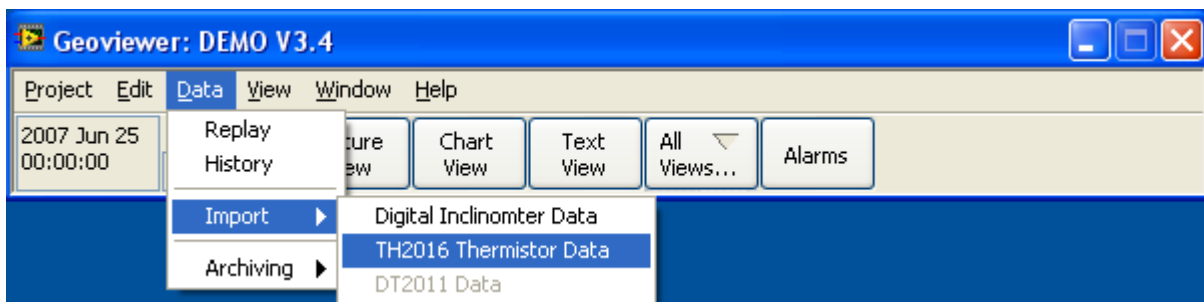 Geoviewer: DEMO V3.4
Project Edit Data View Window Help
2007 Jun 25
00:00:00
Chart
View
Text
View
All
Views...
Alarms
Replay
History
Import
Archiving
Digital Inclinomter Data
TH2016 Thermistor Data
DT2011 Data